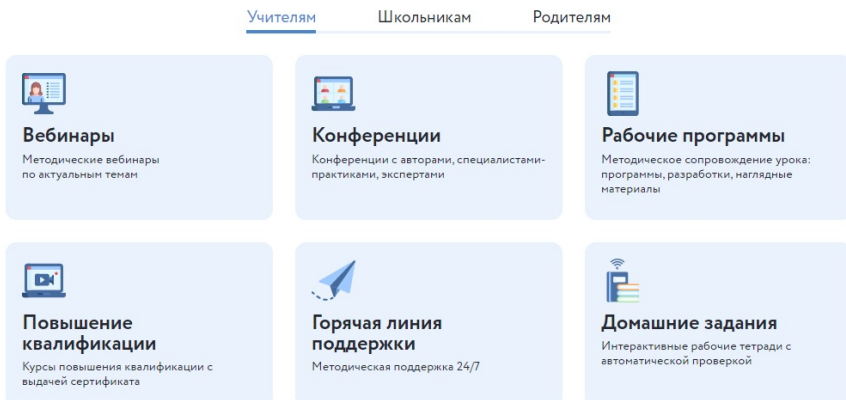 Учителям Школьникам Родителям
Вебинары
Методические вебинары
по актуальным темам
Конференции
Конференции с авторами, специалистами-
практиками, экспертами
Рабочие программы
Методическое сопровождение урока:
программы, разработки, наглядные
материалы
Повышение
квалификации
Курсы повышения квалификации с
выдачей сертификата
Горячая линия
поддержки
Методическая поддержка 24/7
Домашние задания
Интерактивные рабочие тетради с
автоматической проверкой